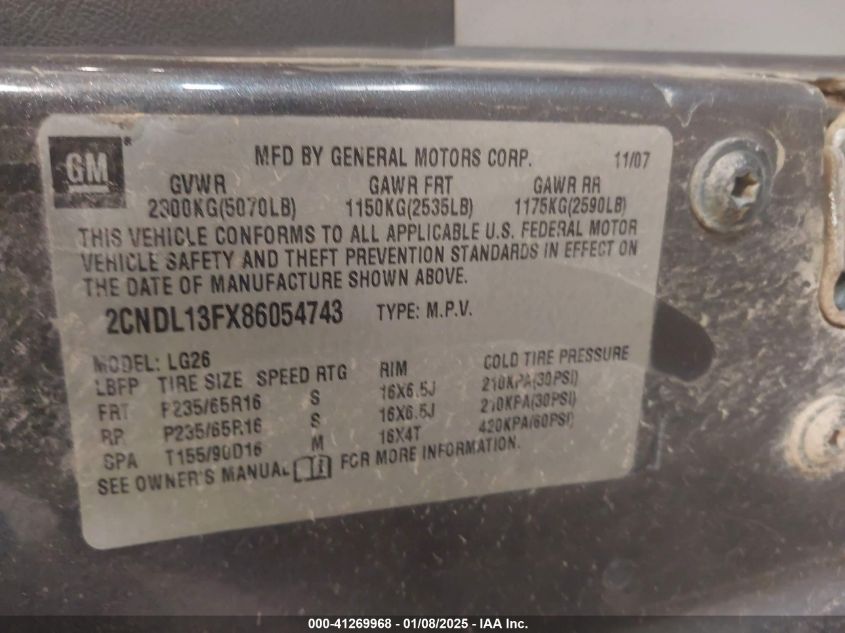 GM®
MFD BY GENERAL MOTORS CORP. 11/07
GVWR GAWR FRT GAWR RR
2300KG(5070LB) 1150KG(2535LB) 1175KG(2590LB)
THIS VEHICLE CONFORMS TO ALL APPLICABLE U.S. FEDERAL MOTOR
VEHICLE SAFETY AND THEFT PREVENTION STANDARDS IN EFFECT ON
THE DATE OF MANUFACTURE SHOWN ABOVE.
2CNDL13FX86054743 TYPE: M.P.V.
MODEL: LG26
LBFP TIRE SIZE SPEED RTG RIM COLD TIRE PRESSURE
FRT P235/65R16 S 16X6.5J 210KPA(30PSI)
RR P235/65R16 S 16X6.5J 210KPA(30PSI)
SPA T155/90D16 M 16X4T 420KPA(60PSI)
SEE OWNER'S MANUAL FOR MORE INFORMATION.
000-41269968 | 01/08/2025 - IAA Inc.